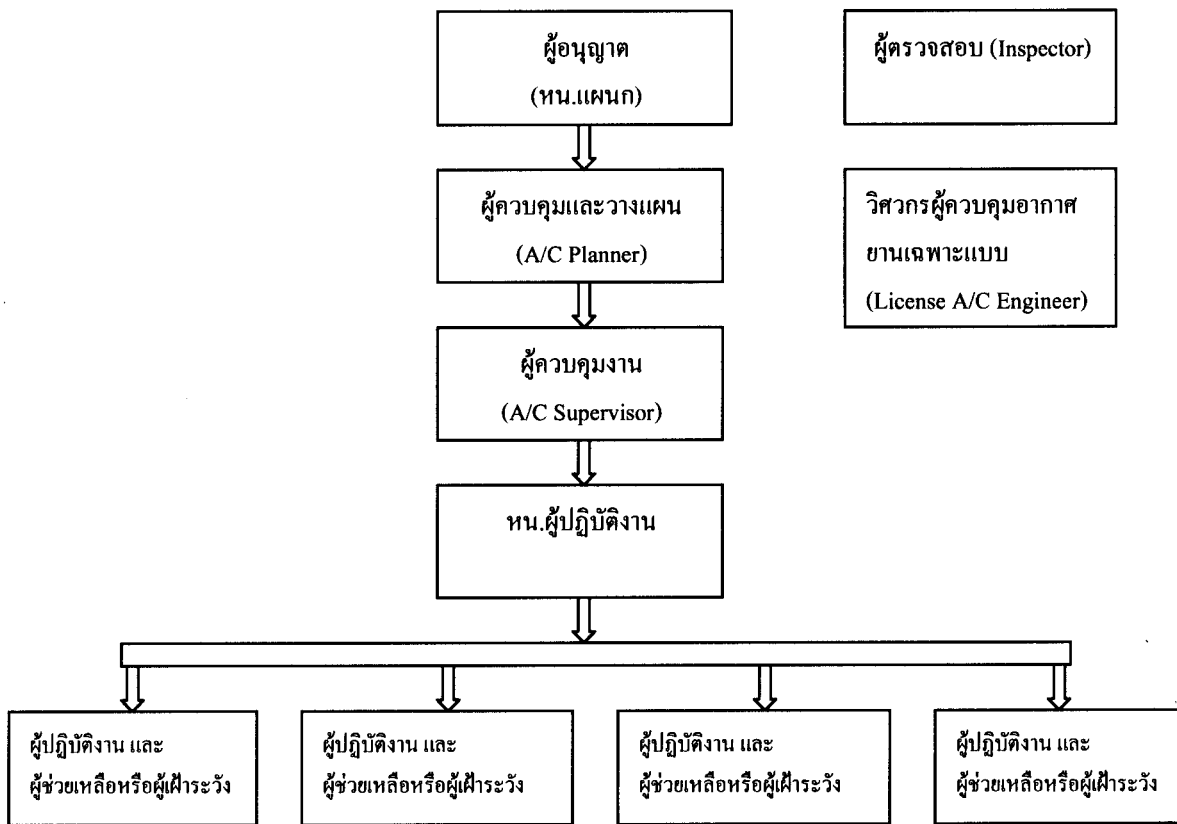 ผู้อนุญาต
(หน.แผนก)
ผู้ตรวจสอบ (Inspector)
ผู้ควบคุมและวางแผน
(A/C Planner)
วิศวกรผู้ควบคุมอากาศ
ยานเฉพาะแบบ
(License A/C Engineer)
ผู้ควบคุมงาน
(A/C Supervisor)
หน.ผู้ปฏิบัติงาน
ผู้ปฏิบัติงาน และ
ผู้ช่วยเหลือหรือผู้เฝ้าระวัง
ผู้ปฏิบัติงาน และ
ผู้ช่วยเหลือหรือผู้เฝ้าระวัง
ผู้ปฏิบัติงาน และ
ผู้ช่วยเหลือหรือผู้เฝ้าระวัง
ผู้ปฏิบัติงาน และ
ผู้ช่วยเหลือหรือผู้เฝ้าระวัง